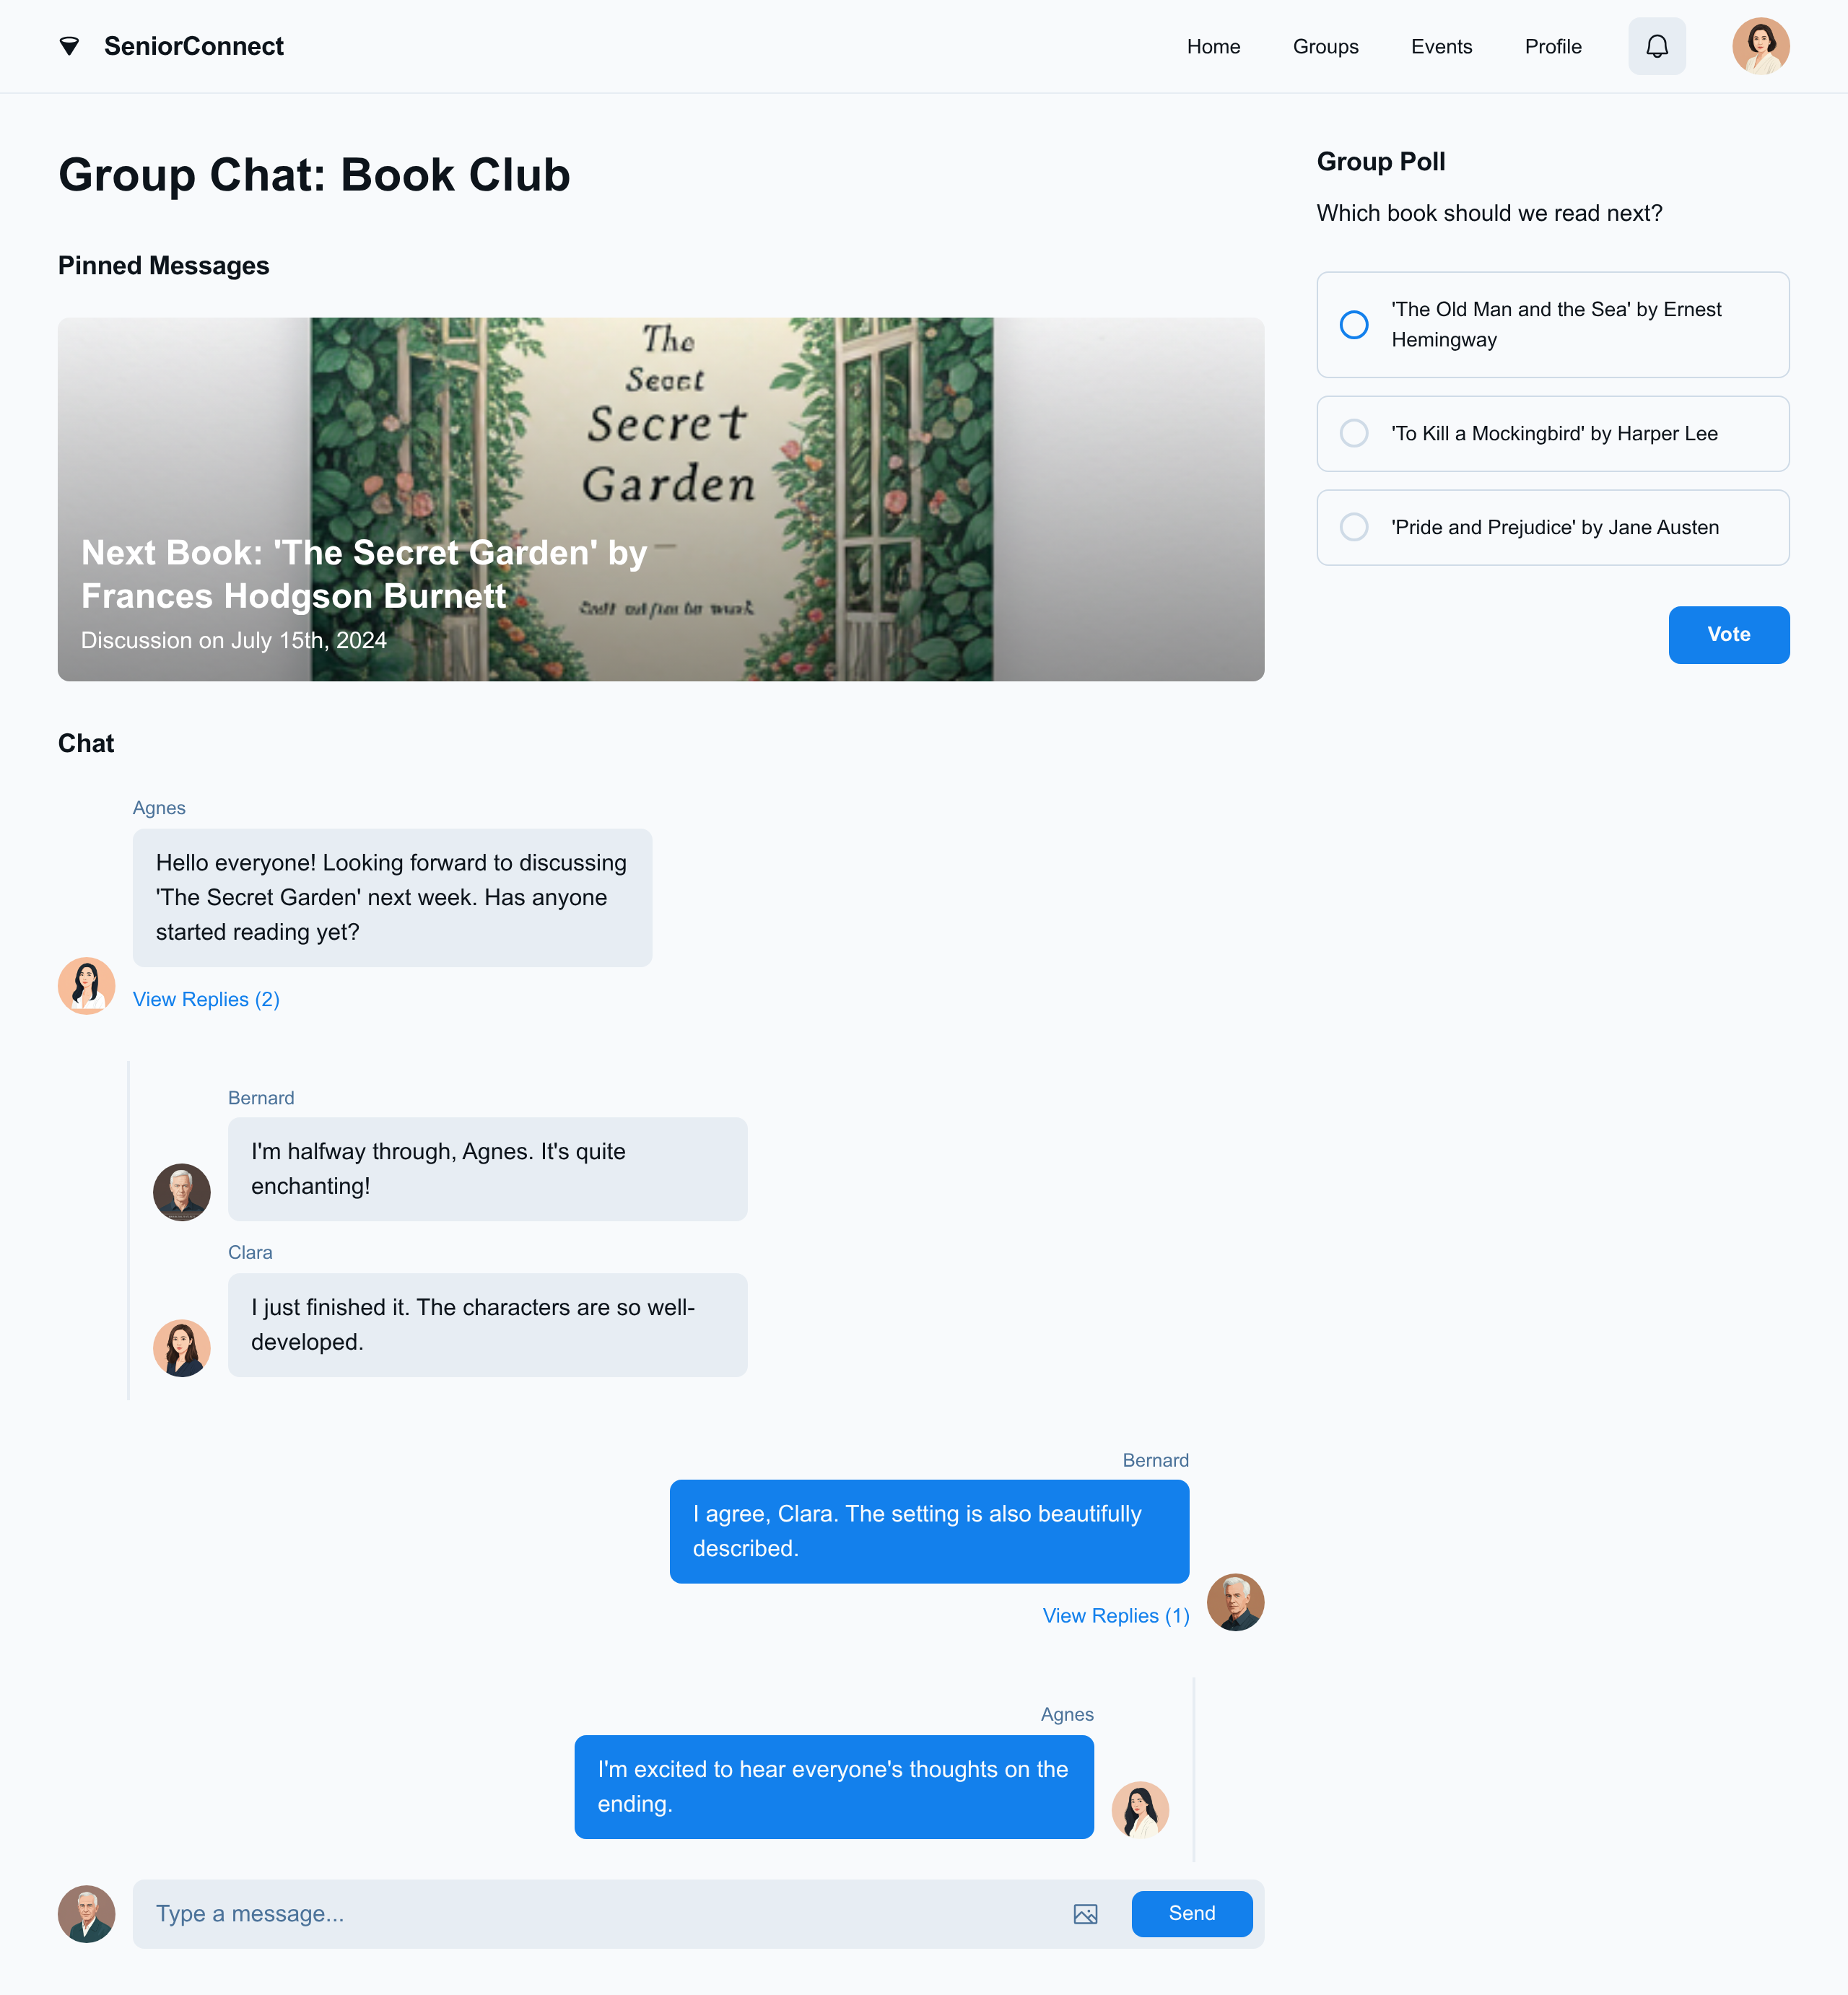 SeniorConnect
Home
Groups
Events
Profile
Group Chat: Book Club
Pinned Messages
The
Secret
Garden
Next Book: 'The Secret Garden' by
Frances Hodgson Burnett
Discussion on July 15th, 2024
Chat
Agnes
Hello everyone! Looking forward to discussing
'The Secret Garden' next week. Has anyone
started reading yet?
View Replies (2)
Bernard
I'm halfway through, Agnes. It's quite
enchanting!
Clara
I just finished it. The characters are so well-
developed.
Bernard
I agree, Clara. The setting is also beautifully
described.
View Replies (1)
Agnes
I'm excited to hear everyone's thoughts on the
ending.
Type a message...
Send
Group Poll
Which book should we read next?
'The Old Man and the Sea' by Ernest
Hemingway
'To Kill a Mockingbird' by Harper Lee
'Pride and Prejudice' by Jane Austen
Vote